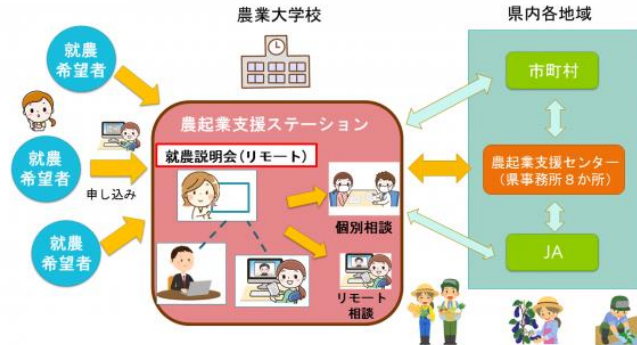 農業大学校
県内各地域
就農
希望者
就農
希望者
申し込み
就農
希望者
農起業支援ステーション
就農説明会(リモート)
個別相談
リモート
相談
市町村
農起業支援センター
(県事務所8か所)
JA